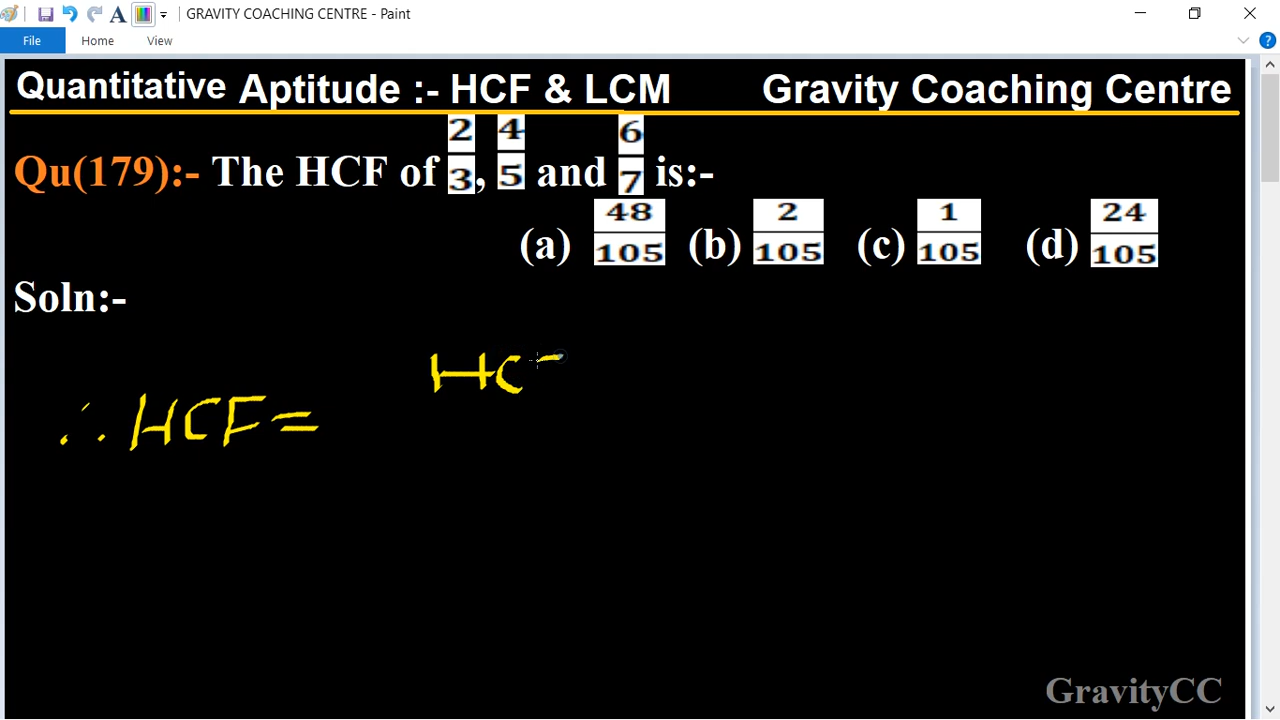 GRAVITY COACHING CENTRE - Paint
File Home View
Quantitative Aptitude :- HCF & LCM Gravity Coaching Centre
Qu(179):- The HCF of 2/3, 4/5 and 6/7 is:-
(a) 48/105 (b) 2/105 (c) 1/105 (d) 24/105
Soln:-
HC
∴ HCF =
GravityCC